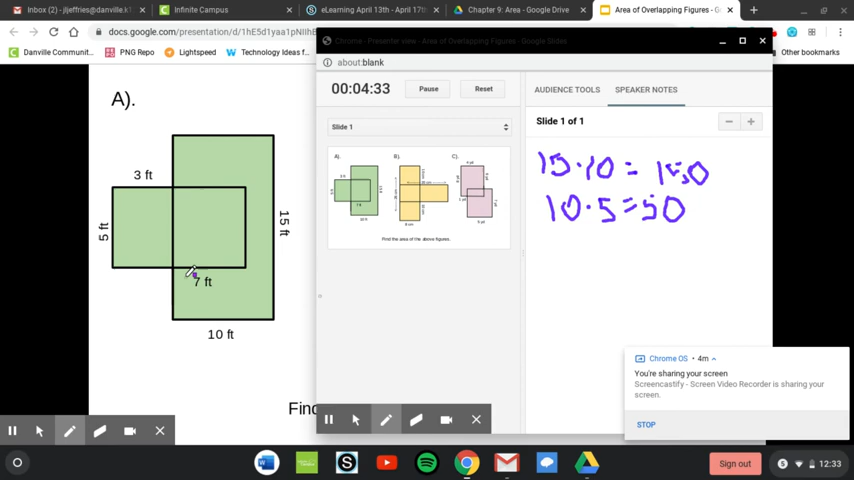 Inbox (2) - jljeffries@danville.k1
Infinite Campus
eLearning April 13th - April 17th
Chapter 9: Area - Google Drive
Area of Overlapping Figures - G
docs.google.com/presentation/d/1hE5d1yaa1pNIIhB
Danville Communit...
PNG Repo
Lightspeed
Technology Ideas f
Chrome - Presenter view - Area of Overlapping Figures - Google Slides
about:blank
00:04:33
Pause
Reset
AUDIENCE TOOLS
SPEAKER NOTES
Slide 1
Slide 1 of 1
A).
B).
C).
Find the area of the above figures.
15·10 = 150
10·5=50
A).
3 ft
5 ft
15 ft
7 ft
10 ft
Find
Chrome OS • 4m
You're sharing your screen
Screencastify - Screen Video Recorder is sharing your
screen.
STOP
Sign out
5
12:33